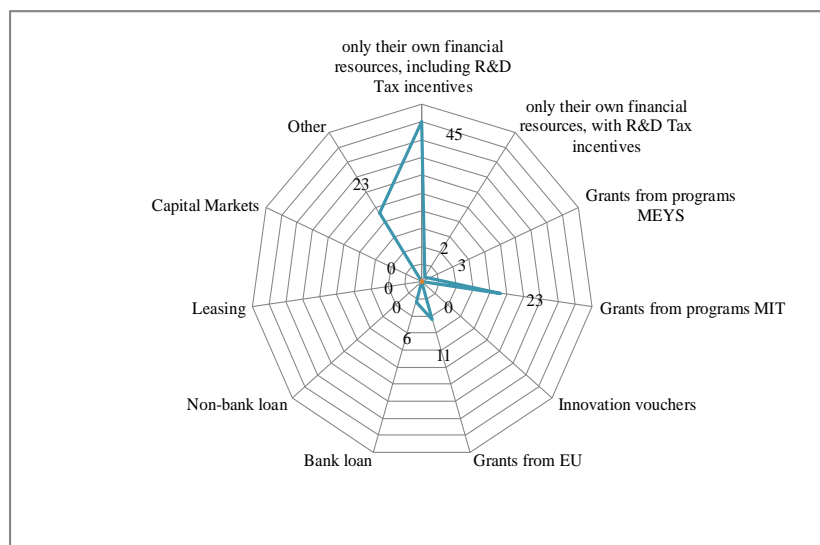 only their own financial
resources, including R&D
Tax incentives
only their own financial
resources, with R&D Tax
incentives
Other
45
23
Capital Markets
Grants from programs
MEYS
2
3
0
0
0
0
23
Leasing
Grants from programs MIT
6
11
Non-bank loan
Innovation vouchers
Bank loan
Grants from EU